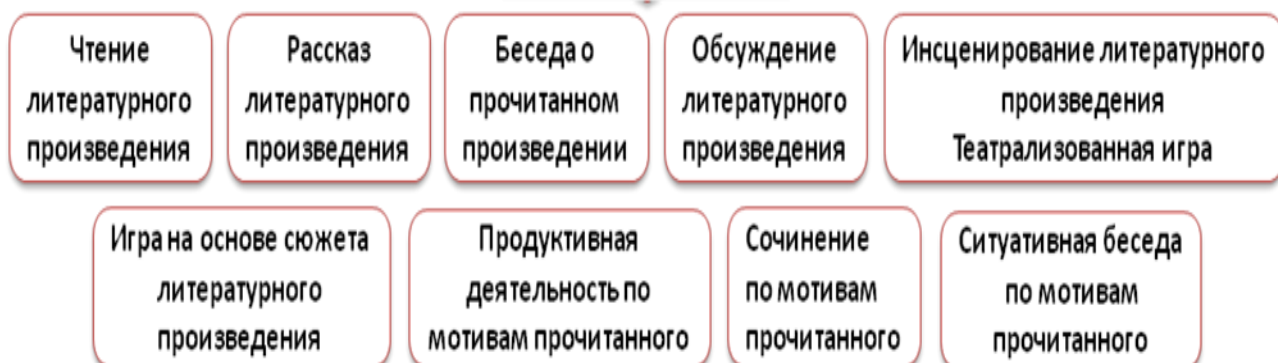 Чтение
литературного
произведения
Рассказ
литературного
произведения
Беседа о
прочитанном
произведении
Обсуждение
литературного
произведения
Инсценирование литературного
произведения
Театрализованная игра
Игра на основе сюжета
литературного
произведения
Продуктивная
деятельность по
мотивам прочитанного
Сочинение
по мотивам
прочитанного
Ситуативная беседа
по мотивам
прочитанного